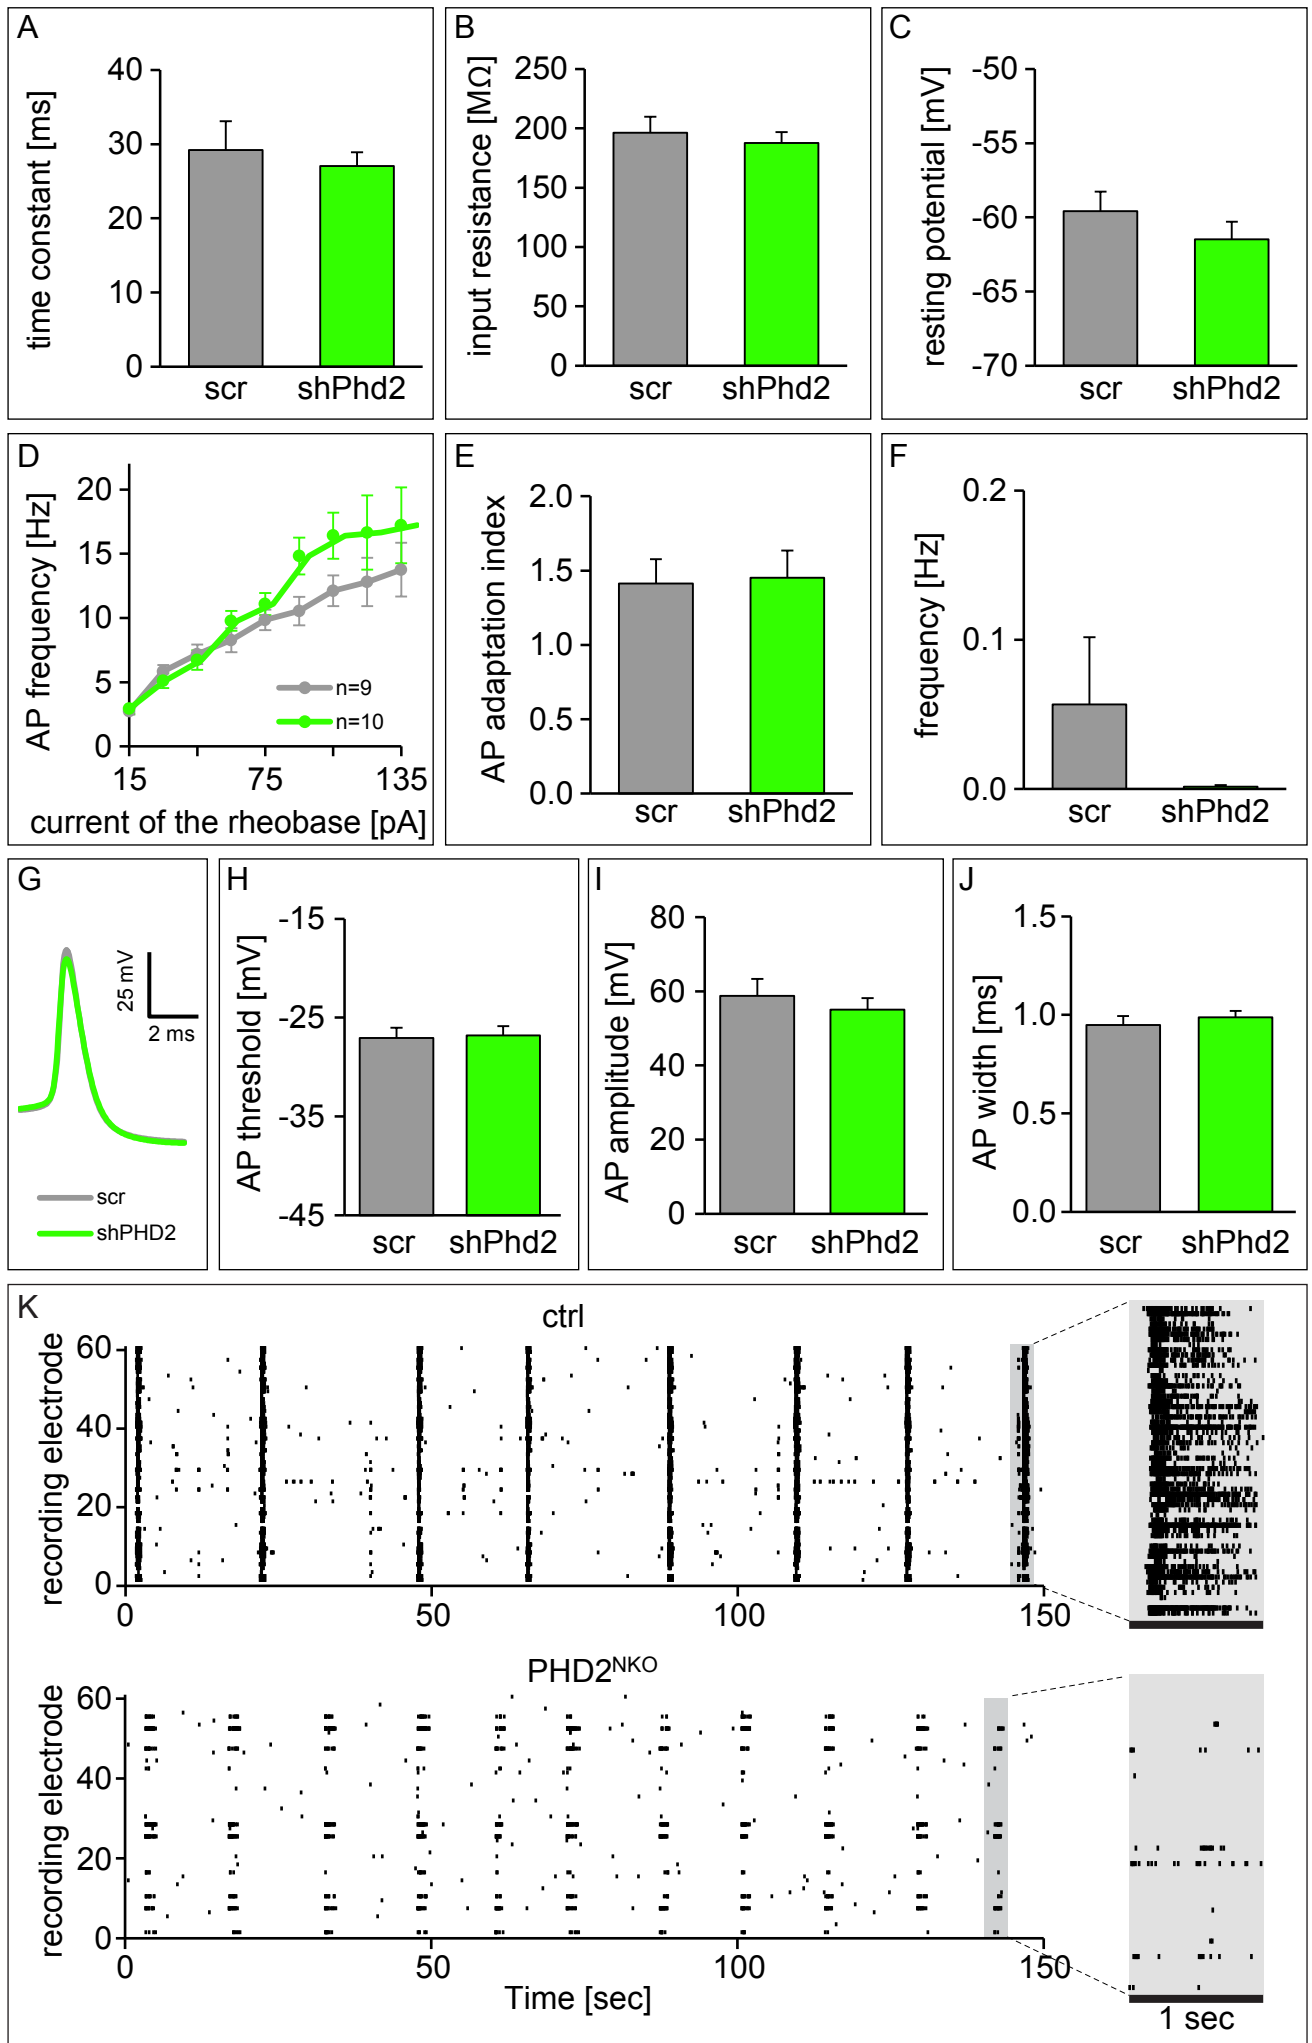 A
time constant [ms]
40
30
20
10
0
scr shPhd2
B
input resistance [MΩ]
250
200
150
100
50
0
scr shPhd2
C
resting potential [mV]
-50
-55
-60
-65
-70
scr shPhd2
D
AP frequency [Hz]
20
15
10
5
0
n=9
n=10
15 75 135
current of the rheobase [pA]
E
AP adaptation index
2.0
1.5
1.0
0.5
0.0
scr shPhd2
F
frequency [Hz]
0.2
0.1
0.0
scr shPhd2
G
25 mV
2 ms
scr
shPHD2
H
AP threshold [mV]
-15
-25
-35
-45
scr shPhd2
I
AP amplitude [mV]
80
60
40
20
0
scr shPhd2
J
AP width [ms]
1.5
1.0
0.5
0.0
scr shPhd2
K
ctrl
recording electrode
60
40
20
0
0 50 100 150
PHD2NKO
recording electrode
60
40
20
0
0 50 100 150
Time [sec]
1 sec